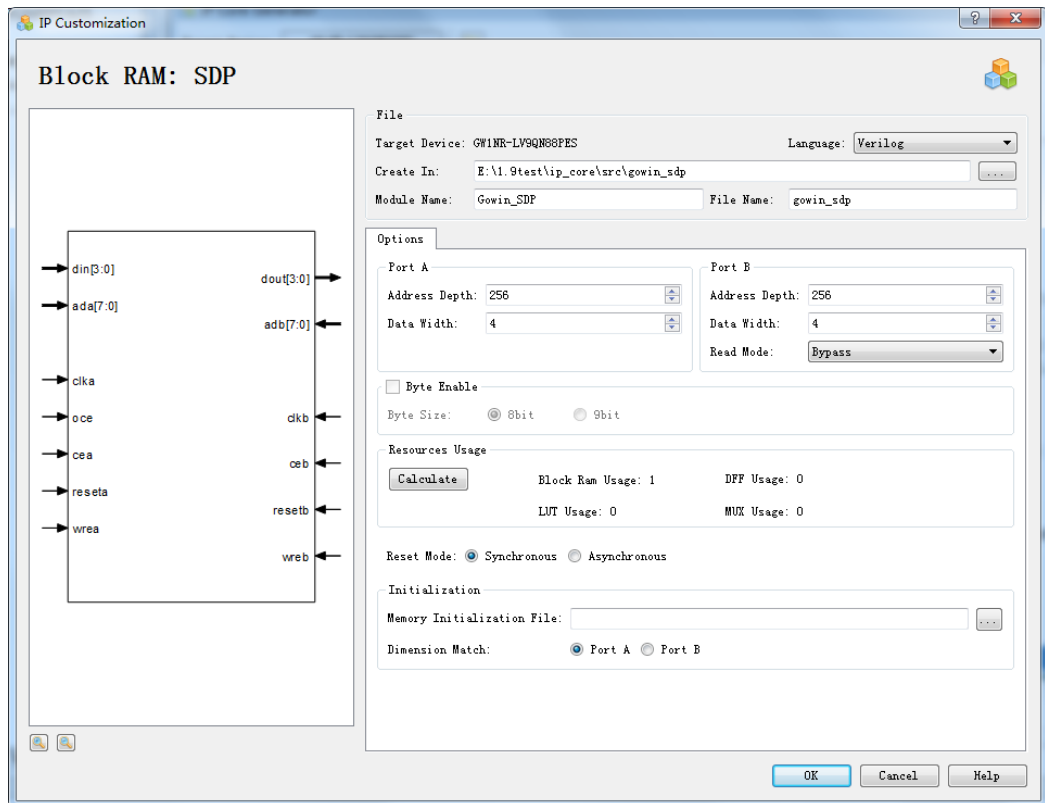 IP Customization
Block RAM: SDP
File
Target Device: GW1NR-LV9QN88PES Language: Verilog
Create In: E:\1.9test\ip_core\src\gowin_sdp ...
Module Name: Gowin_SDP File Name: gowin_sdp
din[3:0]
dout[3:0]
ada[7:0]
adb[7:0]
clka
oce
clkb
cea
ceb
reseta
resetb
wrea
wreb
Options
Port A Port B
Address Depth: 256 Address Depth: 256
Data Width: 4 Data Width: 4
Read Mode: Bypass
Byte Enable
Byte Size: 8bit 9bit
Resources Usage
Calculate Block Ram Usage: 1 DFF Usage: 0
LUT Usage: 0 MUX Usage: 0
Reset Mode: Synchronous Asynchronous
Initialization
Memory Initialization File: ...
Dimension Match: Port A Port B
OK Cancel Help